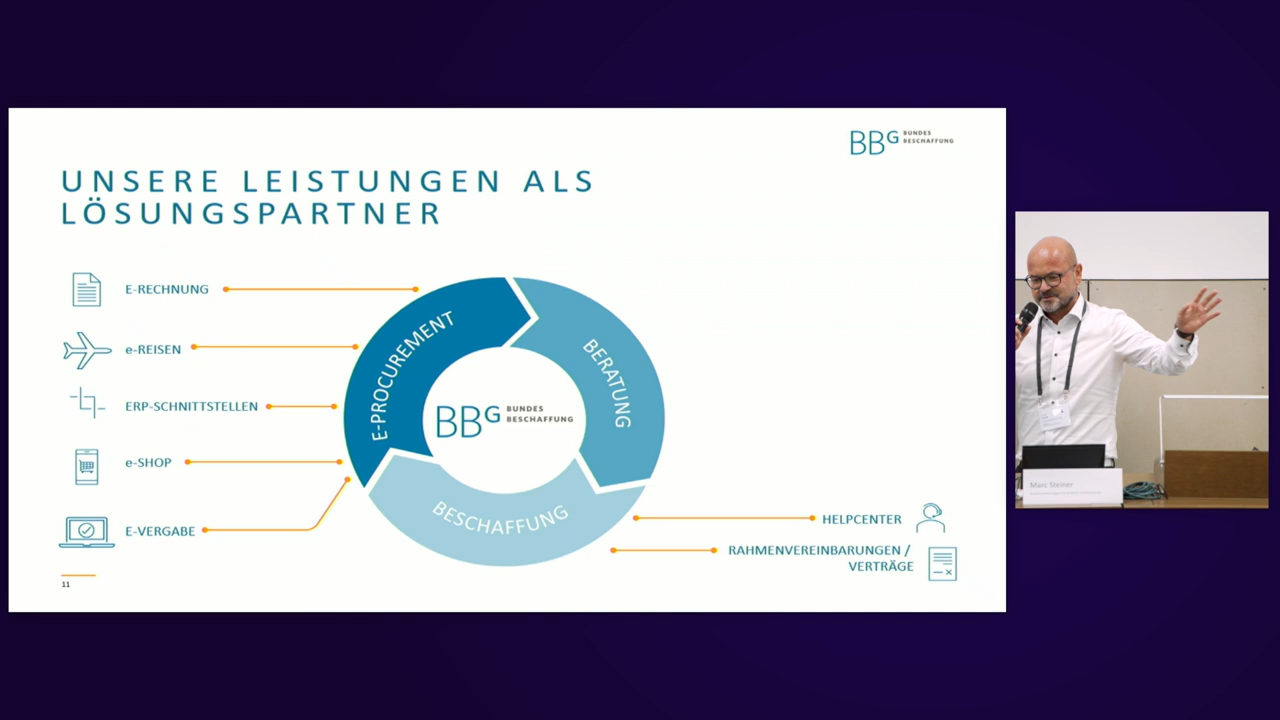 BBG BUNDES
BESCHAFFUNG
UNSERE LEISTUNGEN ALS
LÖSUNGSPARTNER
E-RECHNUNG
e-REISEN
ERP-SCHNITTSTELLEN
e-SHOP
E-VERGABE
E-PROCUREMENT
BERATUNG
BESCHAFFUNG
BBG BUNDES
BESCHAFFUNG
HELPCENTER
RAHMENVEREINBARUNGEN /
VERTRÄGE
11
Marc Steiner